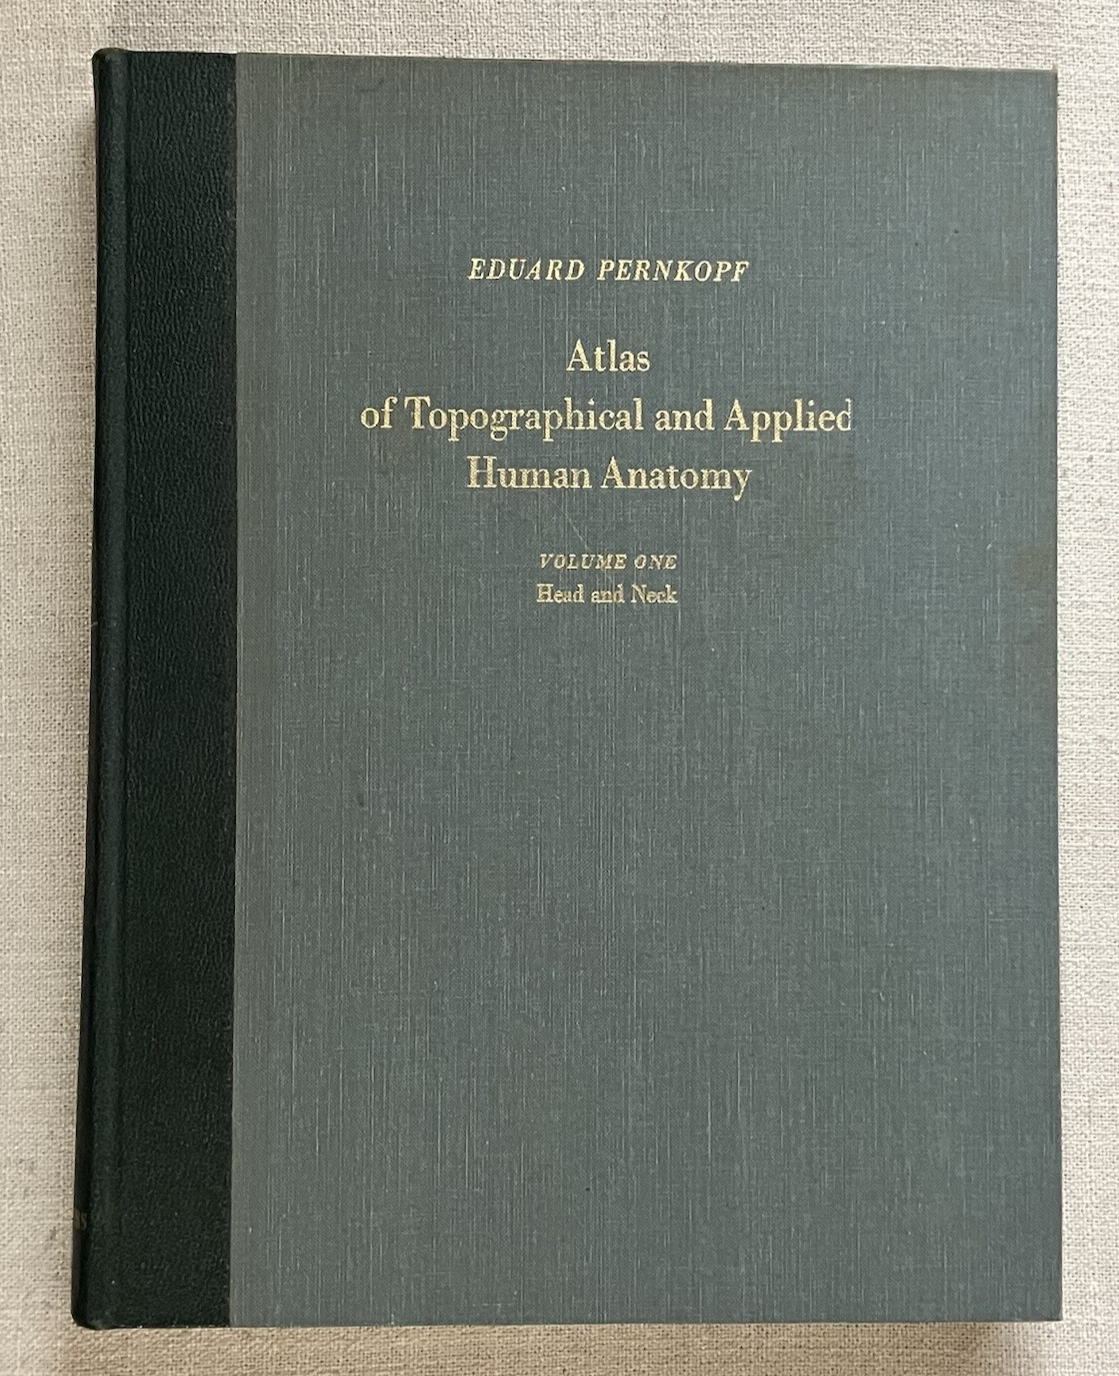 EDUARD PERNKOPF
Atlas
of Topographical and Applied
Human Anatomy
VOLUME ONE
Head and Neck